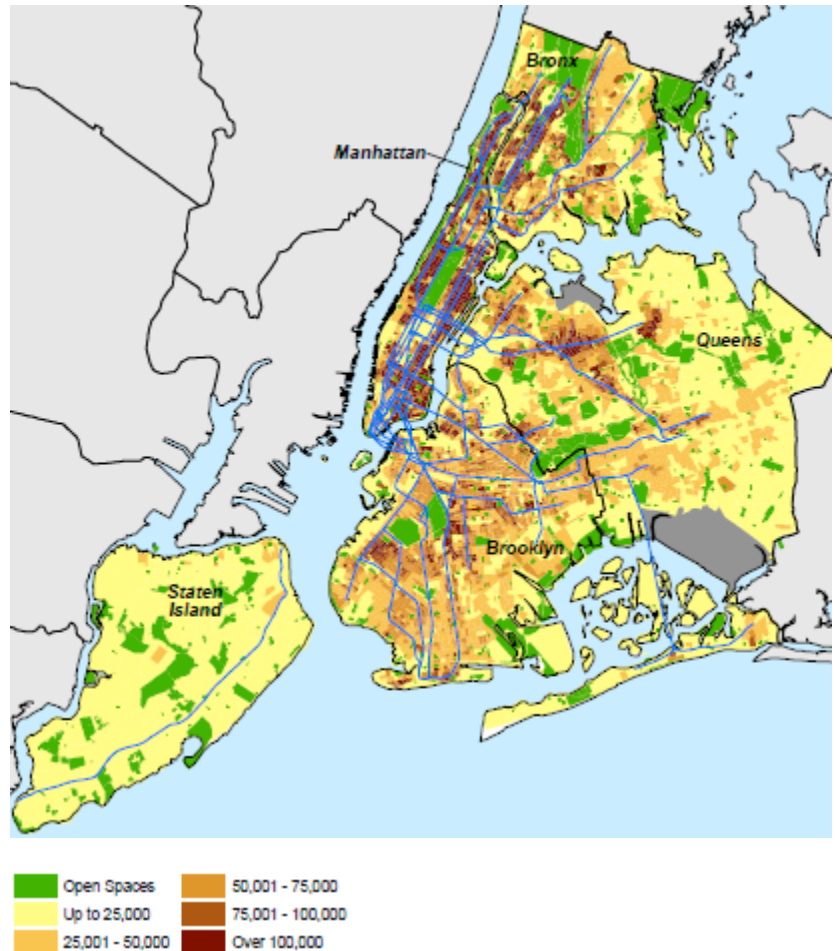 Bronx
Manhattan
Queens
Brooklyn
Staten
Island
Open Spaces
Up to 25,000
25,001 - 50,000
50,001 - 75,000
75,001 - 100,000
Over 100,000